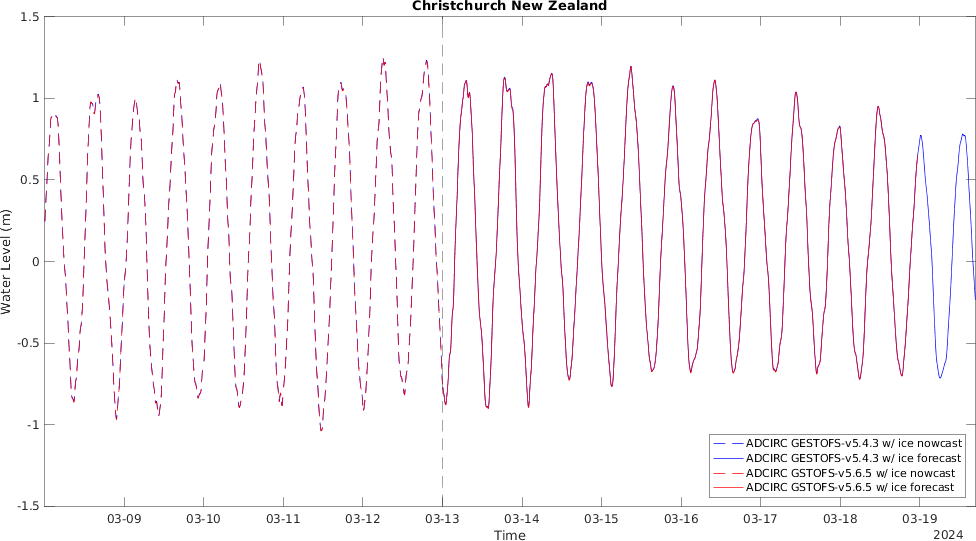 Christchurch New Zealand
Water Level (m)
1.5
1
0.5
0
-0.5
-1
-1.5
ADCIRC GESTOFS-v5.4.3 w/ ice nowcast
ADCIRC GESTOFS-v5.4.3 w/ ice forecast
ADCIRC GSTOFS-v5.6.5 w/ ice nowcast
ADCIRC GSTOFS-v5.6.5 w/ ice forecast
03-09 03-10 03-11 03-12 03-13 03-14 03-15 03-16 03-17 03-18 03-19
Time
2024